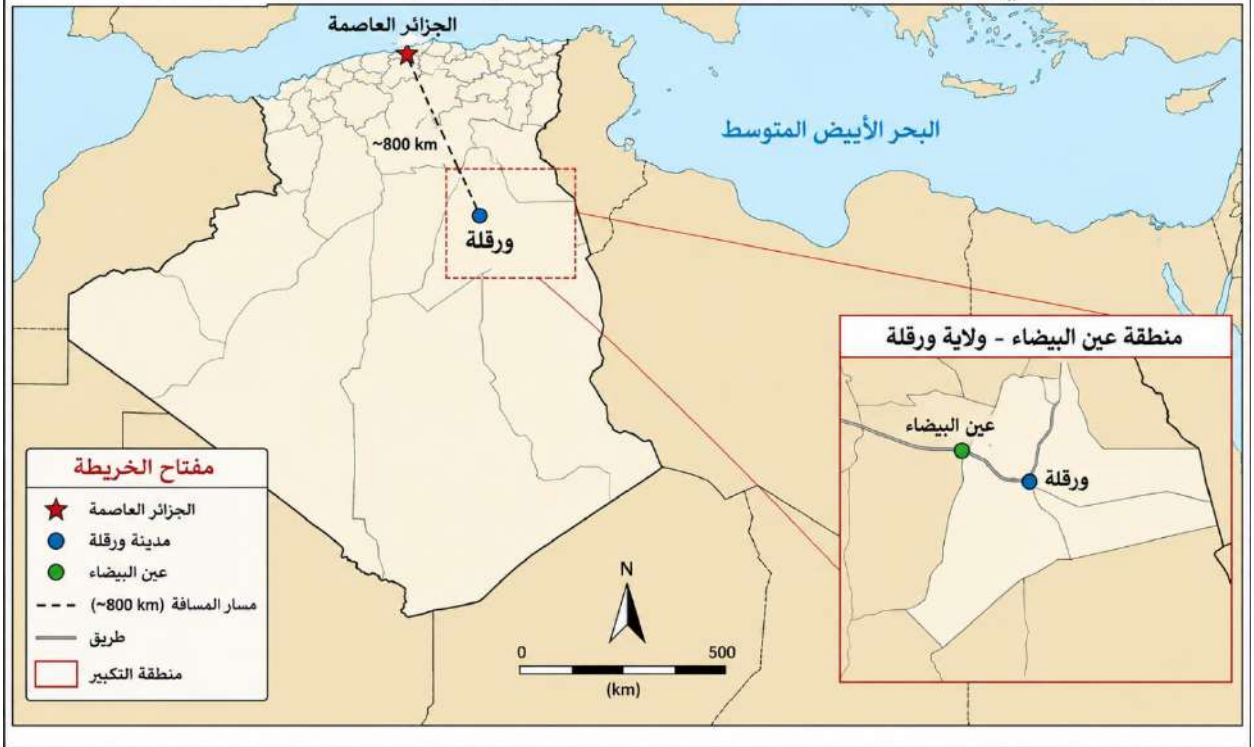 الجزائر العاصمة
~800 km
البحر الأبيض المتوسط
ورقلة
منطقة عين البيضاء - ولاية ورقلة
عين البيضاء
ورقلة
مفتاح الخريطة
الجزائر العاصمة
مدينة ورقلة
عين البيضاء
مسار المسافة (~800 km)
طريق
منطقة التكبير
N
0 500
(km)